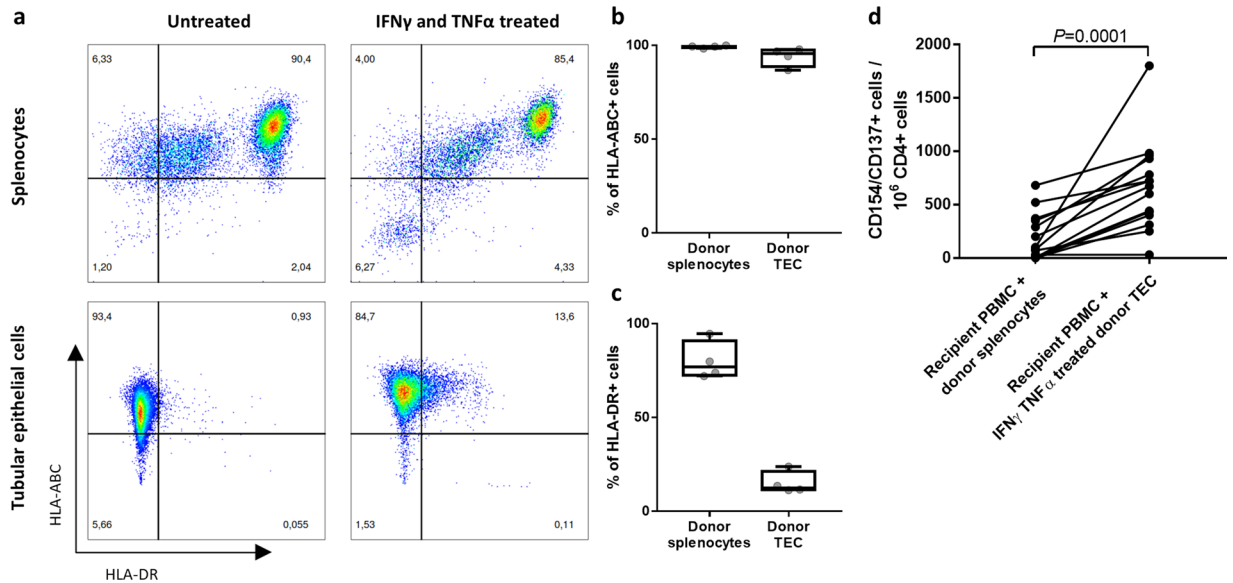 a
Untreated
IFNγ and TNFα treated
Splenocytes
6,33
90,4
1,20
2,04
4,00
85,4
6,27
4,33
Tubular epithelial cells
93,4
0,93
5,66
0,055
84,7
13,6
1,53
0,11
HLA-ABC
HLA-DR
b
% of HLA-ABC+ cells
100
50
0
Donor
splenocytes
Donor
TEC
c
% of HLA-DR+ cells
100
50
0
Donor
splenocytes
Donor
TEC
d
CD154/CD137+ cells /
10⁶ CD4+ cells
P=0.0001
2000
1500
1000
500
0
Recipient PBMC +
donor splenocytes
Recipient PBMC +
IFNγ TNFα treated donor TEC